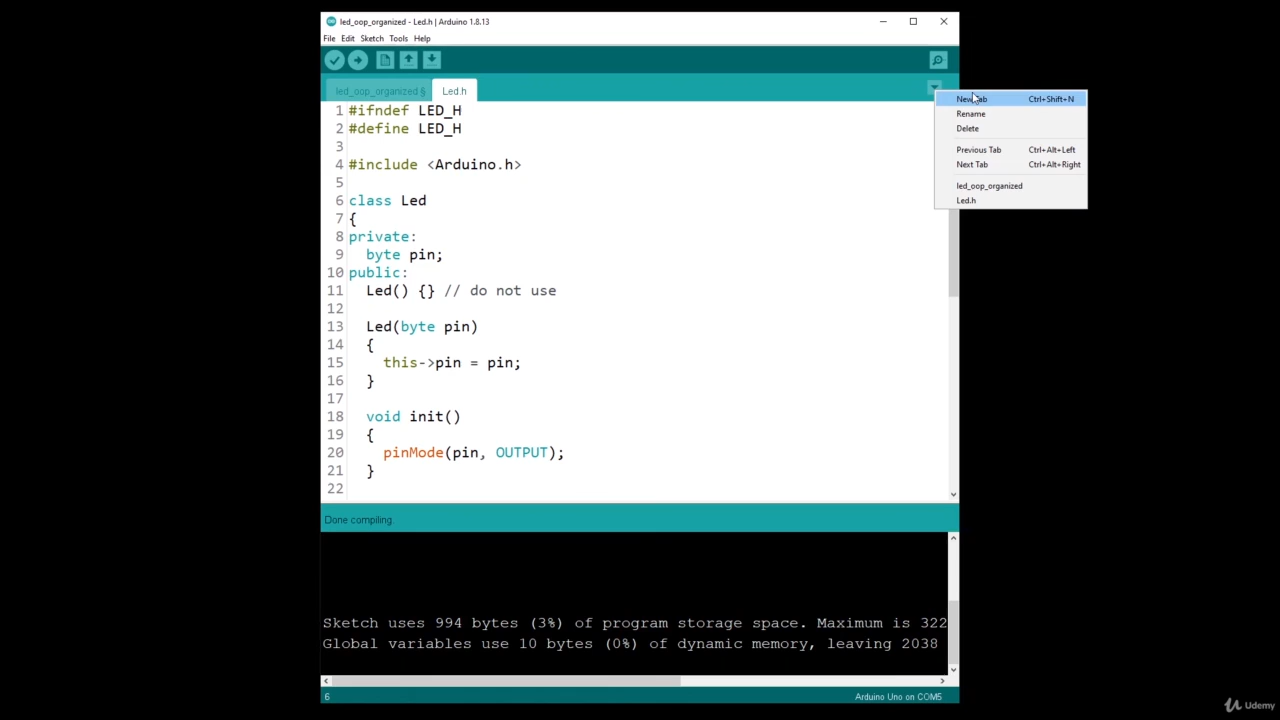 led_oop_organized - Led.h | Arduino 1.8.13
File Edit Sketch Tools Help
led_oop_organized § Led.h
New Tab Ctrl+Shift+N
Rename
Delete
Previous Tab Ctrl+Alt+Left
Next Tab Ctrl+Alt+Right
led_oop_organized
Led.h
1 #ifndef LED_H
2 #define LED_H
3
4 #include <Arduino.h>
5
6 class Led
7 {
8 private:
9 byte pin;
10 public:
11 Led() {} // do not use
12
13 Led(byte pin)
14 {
15 this->pin = pin;
16 }
17
18 void init()
19 {
20 pinMode(pin, OUTPUT);
21 }
22
Done compiling.
Sketch uses 994 bytes (3%) of program storage space. Maximum is 322
Global variables use 10 bytes (0%) of dynamic memory, leaving 2038
6 Arduino Uno on COM5
Udemy